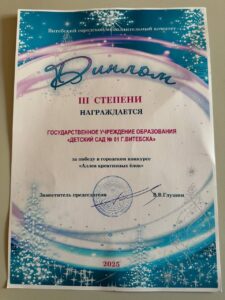 Витебский городской исполнительный комитет
Диплом
III СТЕПЕНИ
НАГРАЖДАЕТСЯ
ГОСУДАРСТВЕННОЕ УЧРЕЖДЕНИЕ ОБРАЗОВАНИЯ
«ДЕТСКИЙ САД № 01 Г.ВИТЕБСКА»
за победу в городском конкурсе
«Аллея креативных ёлок»
Заместитель председателя В.В.Глушин
2025